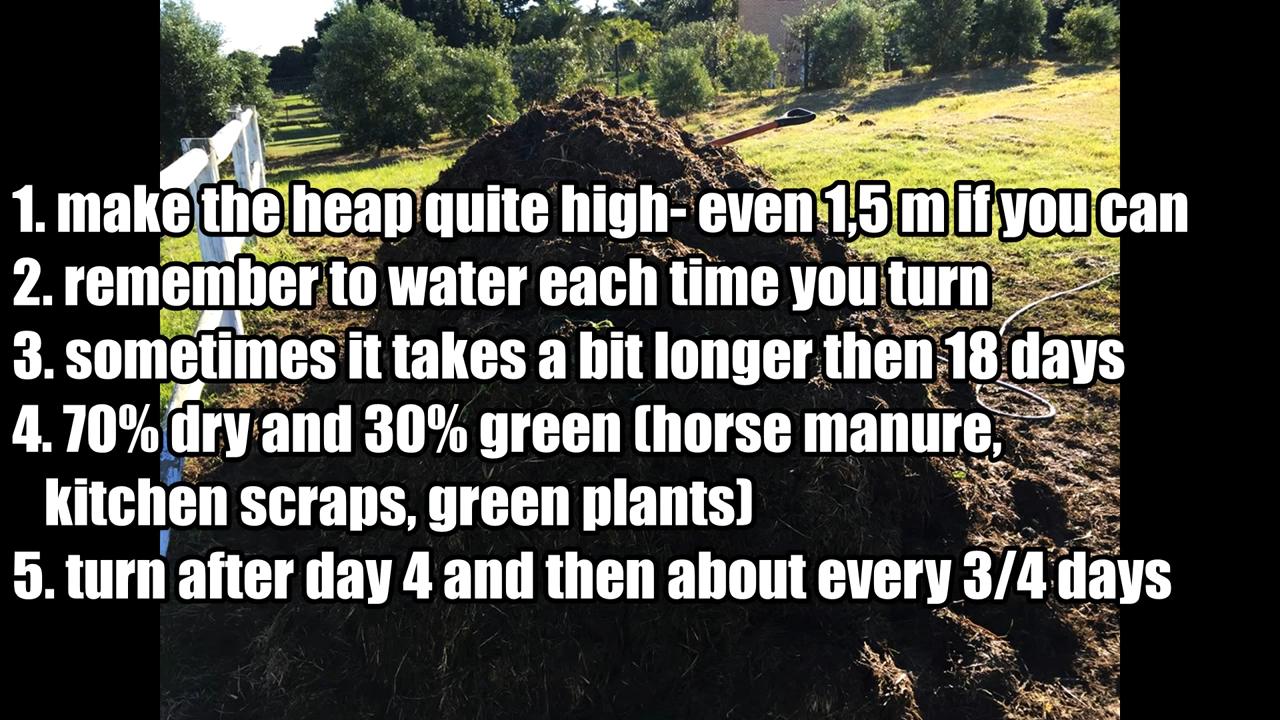 1. make the heap quite high- even 1,5 m if you can
2. remember to water each time you turn
3. sometimes it takes a bit longer then 18 days
4. 70% dry and 30% green (horse manure,
kitchen scraps, green plants)
5. turn after day 4 and then about every 3/4 days